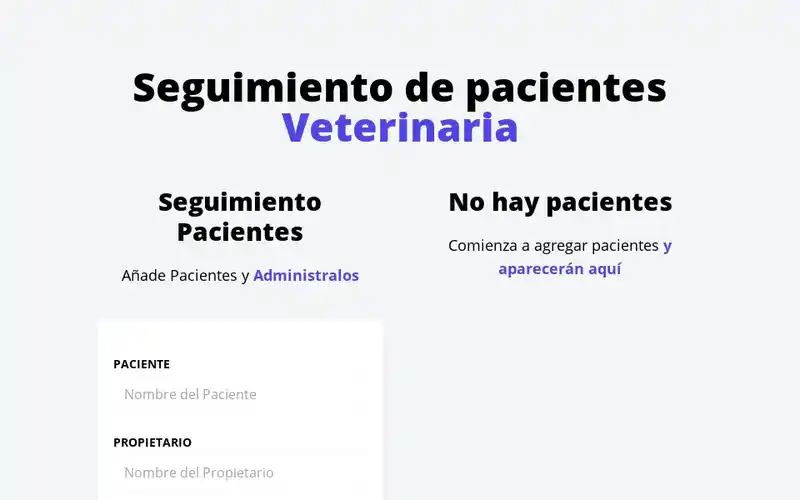 Seguimiento de pacientes
Veterinaria
Seguimiento
Pacientes
Añade Pacientes y Administralos
PACIENTE
Nombre del Paciente
PROPIETARIO
Nombre del Propietario
No hay pacientes
Comienza a agregar pacientes y
aparecerán aquí